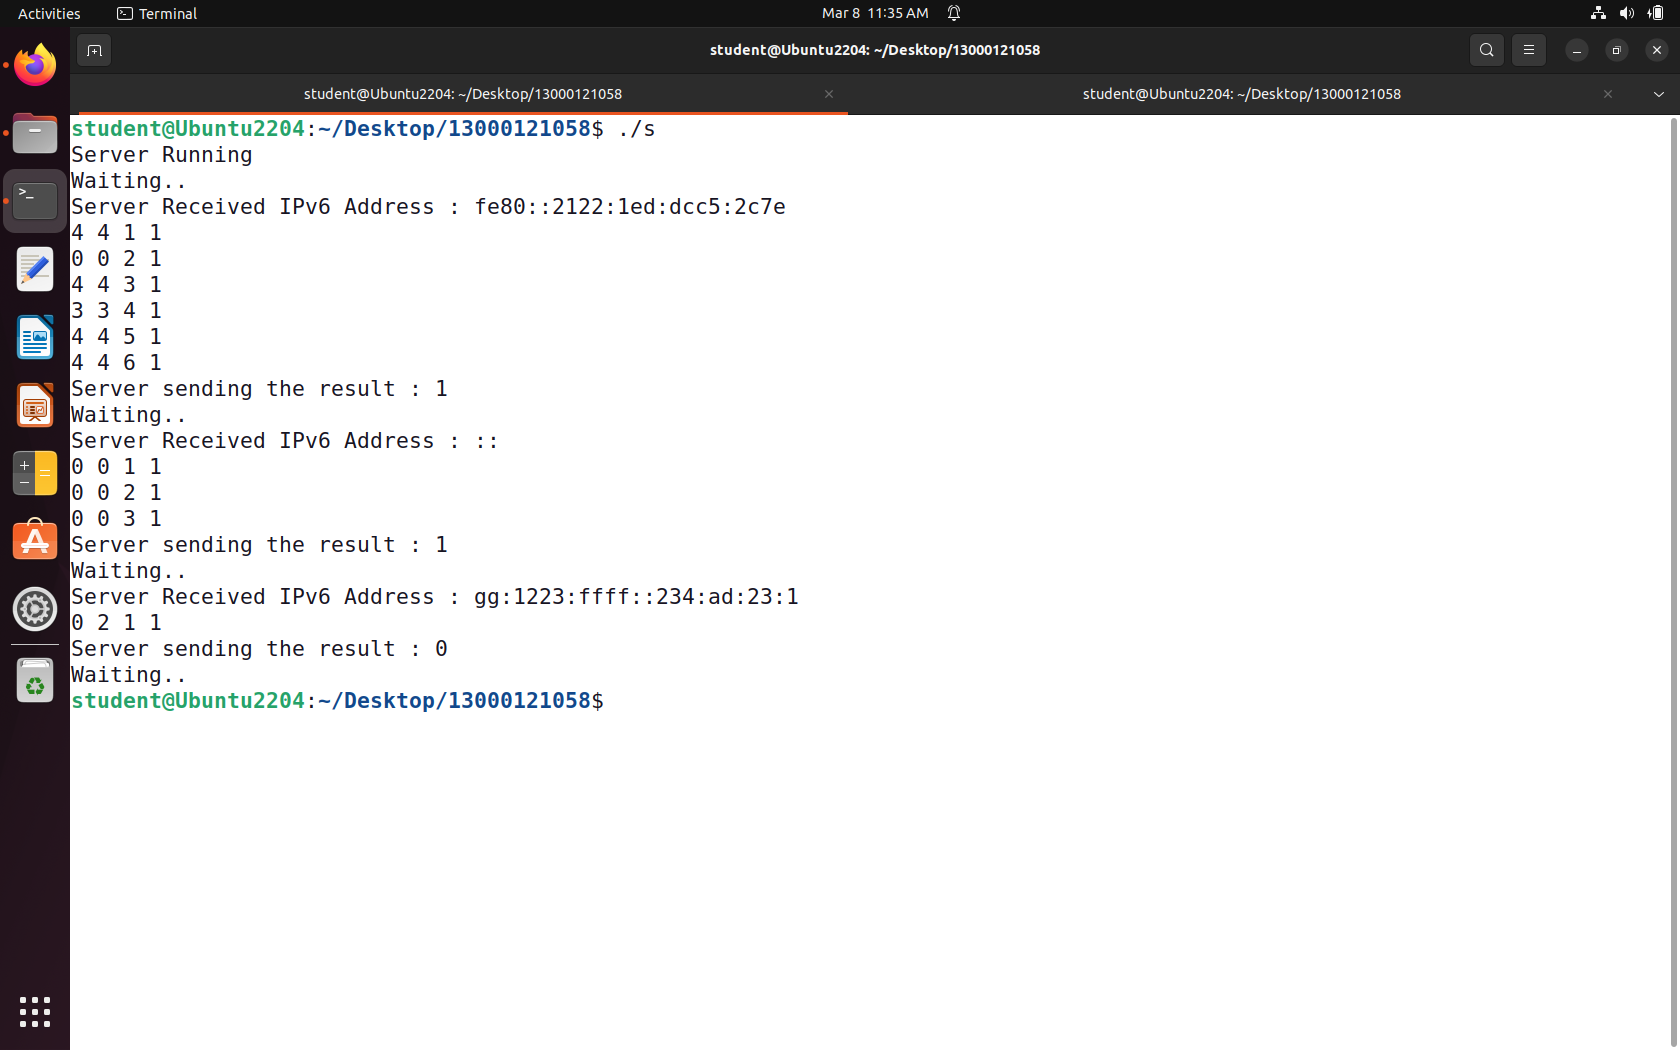 Activities
Terminal
Mar 8 11:35 AM
student@Ubuntu2204: ~/Desktop/13000121058
student@Ubuntu2204: ~/Desktop/13000121058
student@Ubuntu2204: ~/Desktop/13000121058
student@Ubuntu2204:~/Desktop/13000121058$ ./s
Server Running
Waiting..
Server Received IPv6 Address : fe80::2122:1ed:dcc5:2c7e
4 4 1 1
0 0 2 1
4 4 3 1
3 3 4 1
4 4 5 1
4 4 6 1
Server sending the result : 1
Waiting..
Server Received IPv6 Address : ::
0 0 1 1
0 0 2 1
0 0 3 1
Server sending the result : 1
Waiting..
Server Received IPv6 Address : gg:1223:ffff::234:ad:23:1
0 2 1 1
Server sending the result : 0
Waiting..
student@Ubuntu2204:~/Desktop/13000121058$